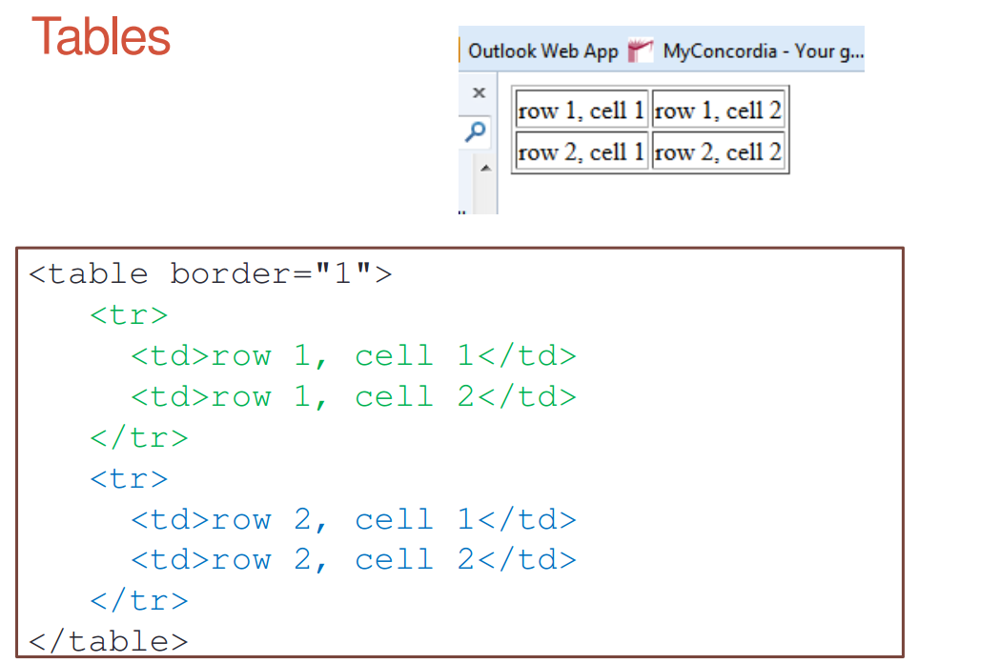 Tables
Outlook Web App MyConcordia - Your g...
x
row 1, cell 1 row 1, cell 2
row 2, cell 1 row 2, cell 2
<table border="1">
<tr>
<td>row 1, cell 1</td>
<td>row 1, cell 2</td>
</tr>
<tr>
<td>row 2, cell 1</td>
<td>row 2, cell 2</td>
</tr>
</table>